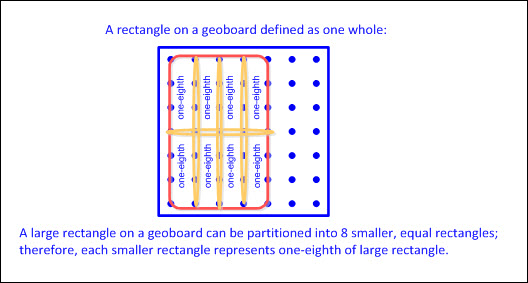 A rectangle on a geoboard defined as one whole:
one-eighth one-eighth one-eighth one-eighth
one-eighth one-eighth one-eighth one-eighth
A large rectangle on a geoboard can be partitioned into 8 smaller, equal rectangles;
therefore, each smaller rectangle represents one-eighth of large rectangle.